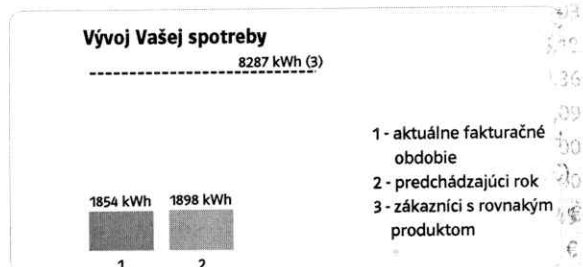 Vývoj Vašej spotreby
8287 kWh (3)
1 - aktuálne fakturačné
obdobie
2 - predchádzajúci rok
3 - zákazníci s rovnakým
produktom
1854 kWh 1898 kWh
1 2